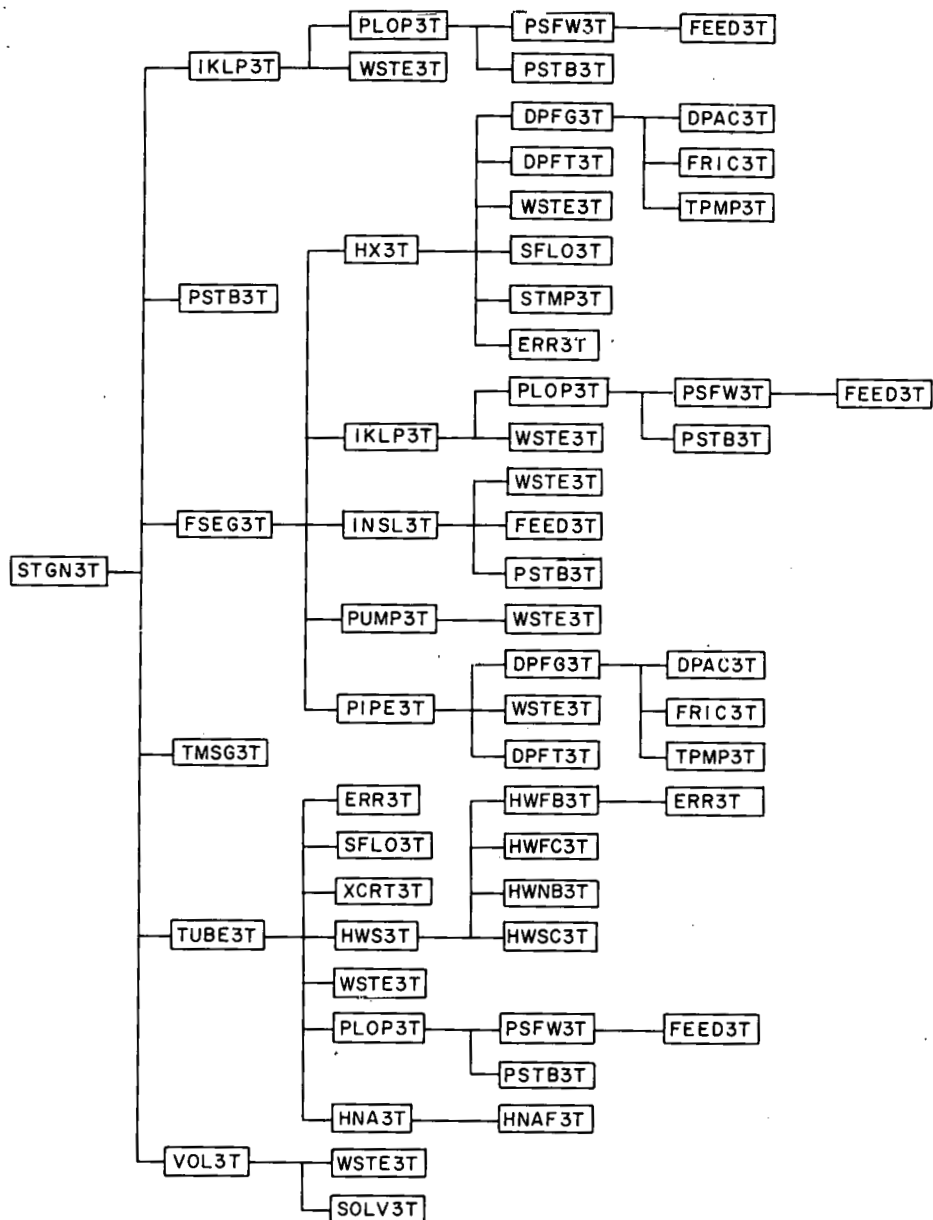 PLOP3T PSFW3T FEED3T
IKLP3T WSTE3T PSTB3T
DPFG3T DPAC3T
DPFT3T FRIC3T
WSTE3T TPMP3T
HX3T SFLO3T
PSTB3T STMP3T
ERR3T
PLOP3T PSFW3T FEED3T
IKLP3T WSTE3T PSTB3T
WSTE3T
FSEG3T INSL3T FEED3T
STGN3T PSTB3T
PUMP3T WSTE3T
DPFG3T DPAC3T
PIPE3T WSTE3T FRIC3T
TMSG3T DPFT3T TPMP3T
ERR3T HWFB3T ERR3T
SFLO3T HWFC3T
XCRT3T HWNB3T
TUBE3T HWS3T HWSC3T
WSTE3T
PLOP3T PSFW3T FEED3T
PSTB3T
HNA3T HNAF3T
VOL3T WSTE3T
SOLV3T